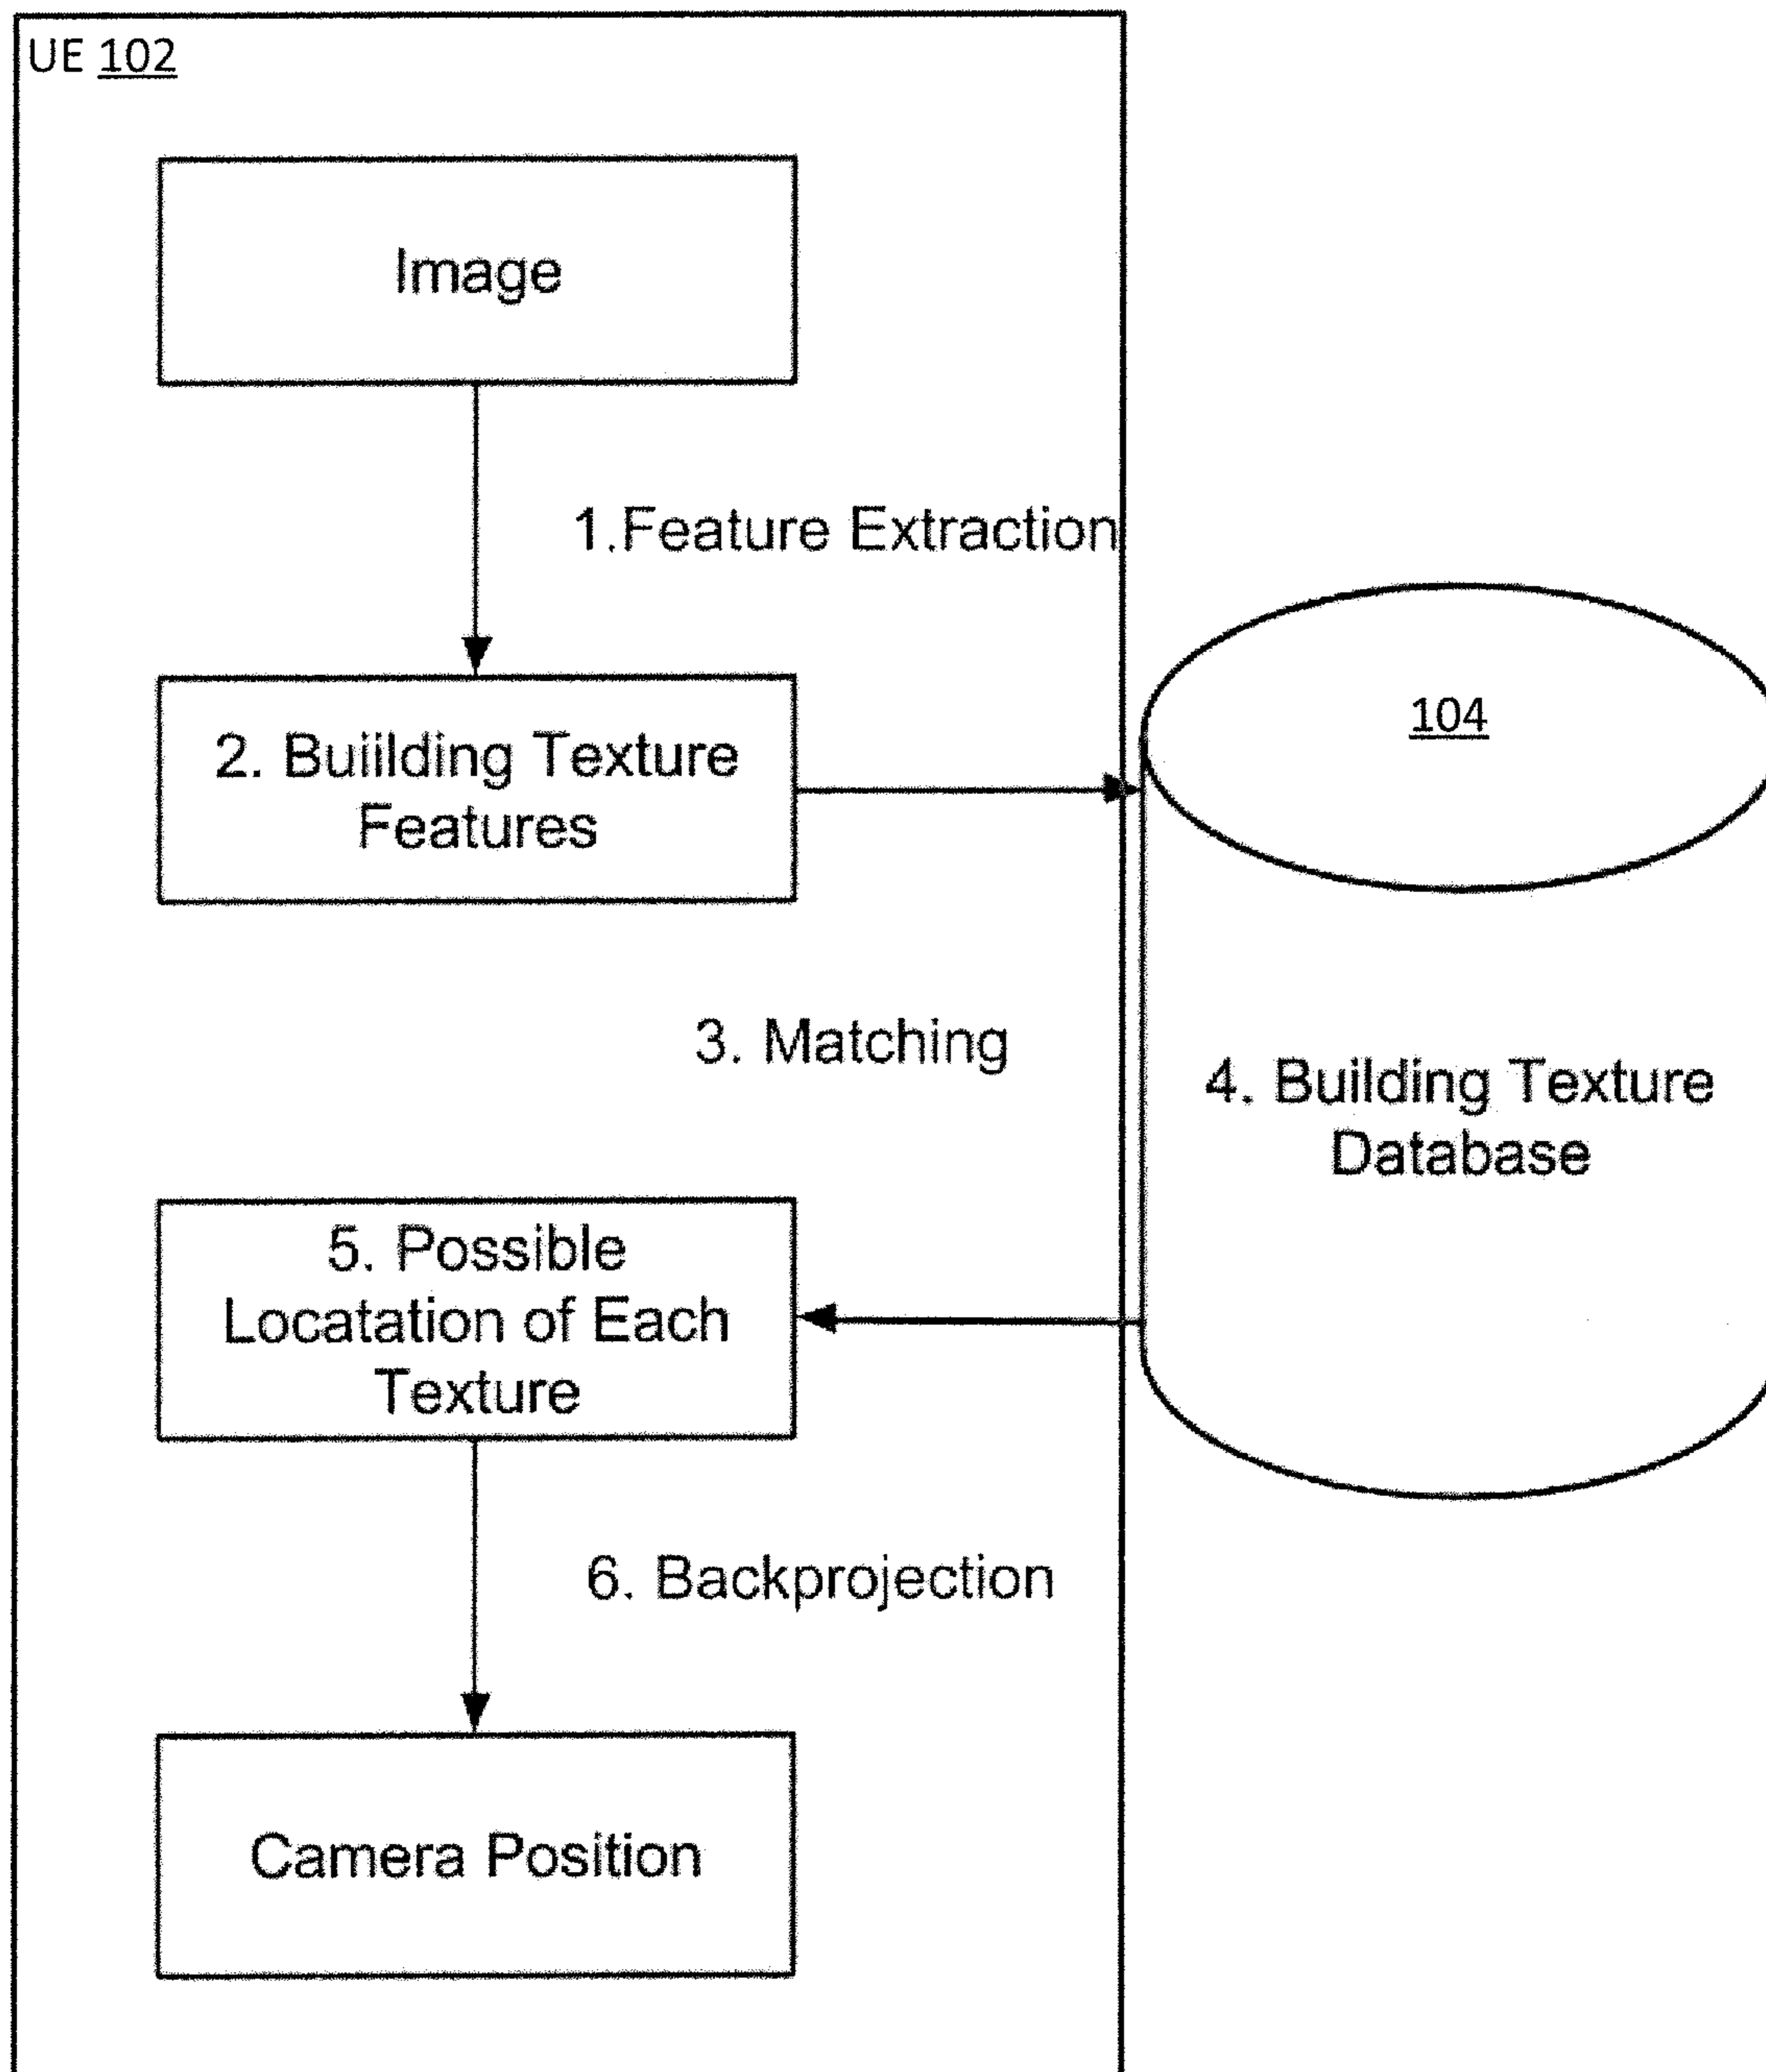 UE 102
Image
1.Feature Extraction
2. Buiilding Texture
Features
104
3. Matching
4. Building Texture
Database
5. Possible
Locatation of Each
Texture
6. Backprojection
Camera Position